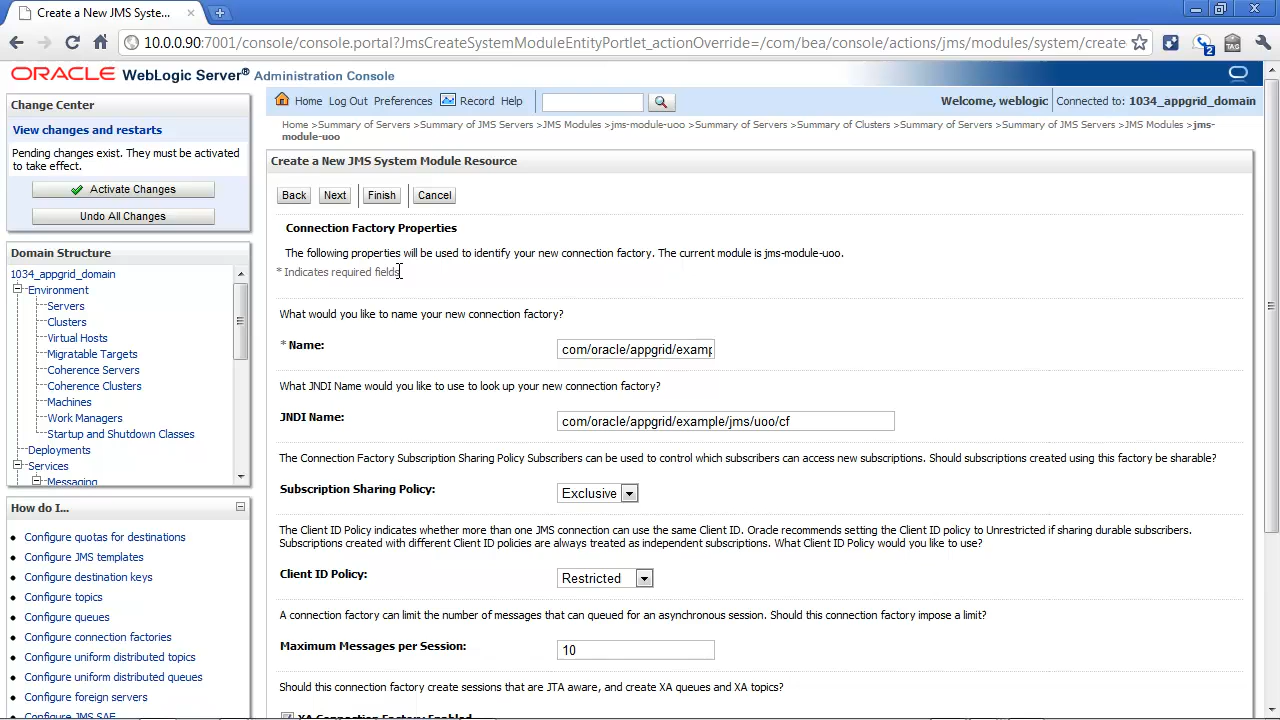 Create a New JMS Syste...
10.0.0.90:7001/console/console.portal?JmsCreateSystemModuleEntityPortlet_actionOverride=/com/bea/console/actions/jms/modules/system/create
ORACLE WebLogic Server® Administration Console
Change Center
View changes and restarts
Pending changes exist. They must be activated
to take effect.
Activate Changes
Undo All Changes
Domain Structure
1034_appgrid_domain
Environment
Servers
Clusters
Virtual Hosts
Migratable Targets
Coherence Servers
Coherence Clusters
Machines
Work Managers
Startup and Shutdown Classes
Deployments
Services
Messaging
How do I...
Configure quotas for destinations
Configure JMS templates
Configure destination keys
Configure topics
Configure queues
Configure connection factories
Configure uniform distributed topics
Configure uniform distributed queues
Configure foreign servers
Configure JMS SAF
Home Log Out Preferences Record Help
Welcome, weblogic Connected to: 1034_appgrid_domain
Home >Summary of Servers >Summary of JMS Servers >JMS Modules >jms-module-uoo >Summary of Servers >Summary of Clusters >Summary of Servers >Summary of JMS Servers >JMS Modules >jms-
module-uoo
Create a New JMS System Module Resource
Back Next Finish Cancel
Connection Factory Properties
The following properties will be used to identify your new connection factory. The current module is jms-module-uoo.
* Indicates required fields
What would you like to name your new connection factory?
* Name: com/oracle/appgrid/examp
What JNDI Name would you like to use to look up your new connection factory?
JNDI Name: com/oracle/appgrid/example/jms/uoo/cf
The Connection Factory Subscription Sharing Policy Subscribers can be used to control which subscribers can access new subscriptions. Should subscriptions created using this factory be sharable?
Subscription Sharing Policy: Exclusive
The Client ID Policy indicates whether more than one JMS connection can use the same Client ID. Oracle recommends setting the Client ID policy to Unrestricted if sharing durable subscribers.
Subscriptions created with different Client ID policies are always treated as independent subscriptions. What Client ID Policy would you like to use?
Client ID Policy: Restricted
A connection factory can limit the number of messages that can queued for an asynchronous session. Should this connection factory impose a limit?
Maximum Messages per Session: 10
Should this connection factory create sessions that are JTA aware, and create XA queues and XA topics?
XA Connection Factory Enabled